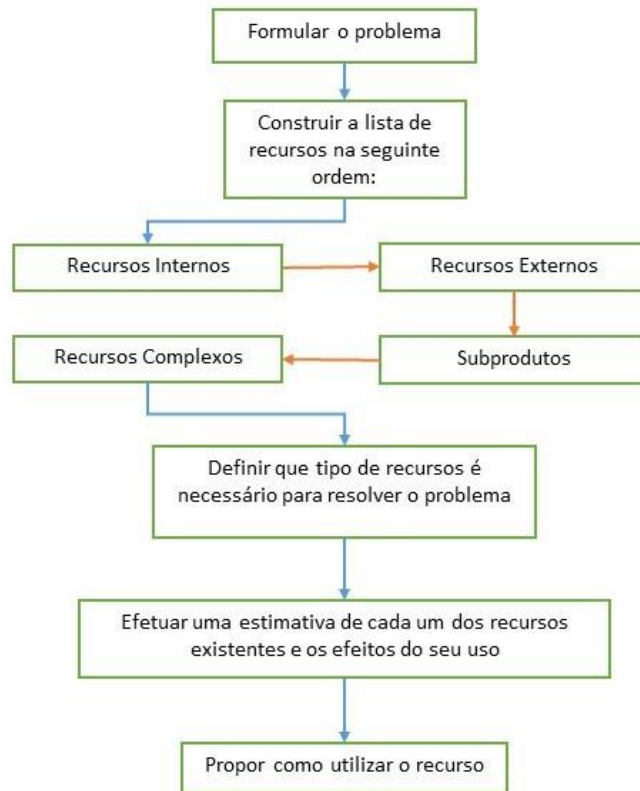 Formular o problema
Construir a lista de
recursos na seguinte
ordem:
Recursos Internos
Recursos Externos
Subprodutos
Recursos Complexos
Definir que tipo de recursos é
necessário para resolver o problema
Efetuar uma estimativa de cada um dos recursos
existentes e os efeitos do seu uso
Propor como utilizar o recurso